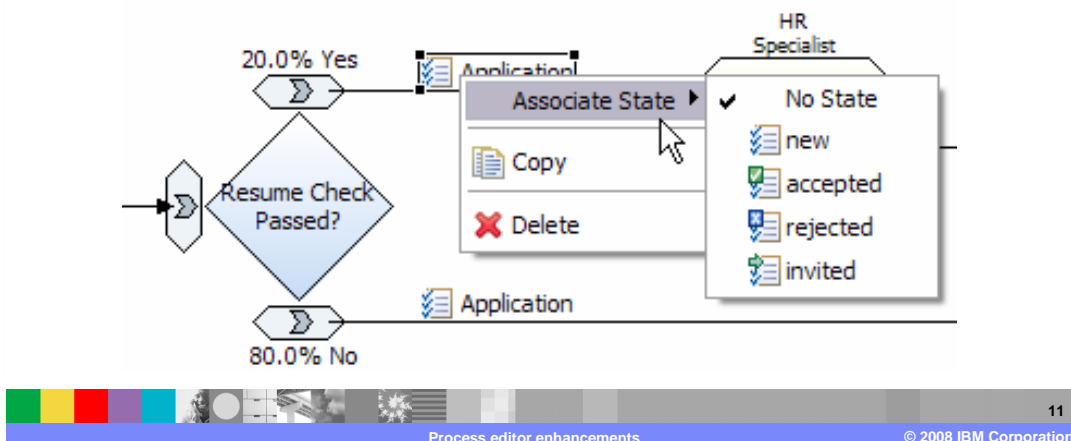 HR
Specialist
20.0% Yes
Application
Associate State
No State
new
Copy
accepted
Resume Check
Passed?
Delete
rejected
invited
Application
80.0% No
11
Process editor enhancements
© 2008 IBM Corporation